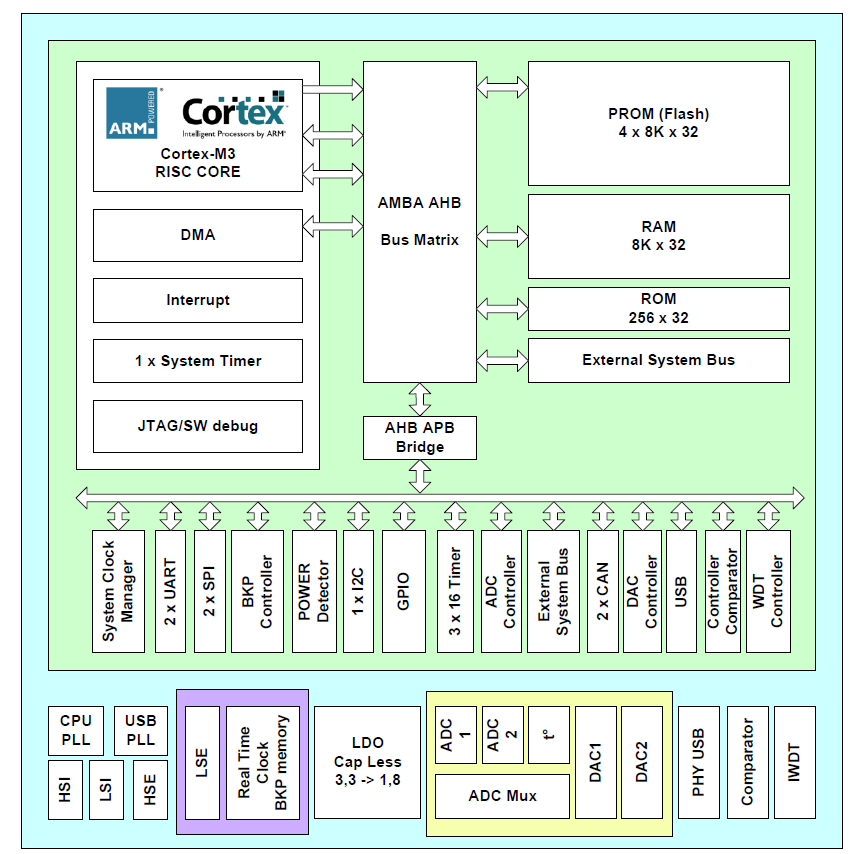 ARM
POWERED
®
Cortex
Intelligent Processors by ARM®
Cortex-M3
RISC CORE
DMA
Interrupt
1 x System Timer
JTAG/SW debug
AMBA AHB
Bus Matrix
PROM (Flash)
4 x 8K x 32
RAM
8K x 32
ROM
256 x 32
External System Bus
AHB APB
Bridge
System Clock
Manager
2 x UART
2 x SPI
BKP
Controller
POWER
Detector
1 x I2C
GPIO
3 x 16 Timer
ADC
Controller
External
System Bus
2 x CAN
DAC
Controller
USB
Controller
Comparator
WDT
Controller
CPU
PLL
USB
PLL
HSI
LSI
HSE
LSE
Real Time
Clock
BKP memory
LDO
Cap Less
3,3 -> 1,8
ADC
1
ADC
2
t°
ADC Mux
DAC1
DAC2
PHY USB
Comparator
IWDT